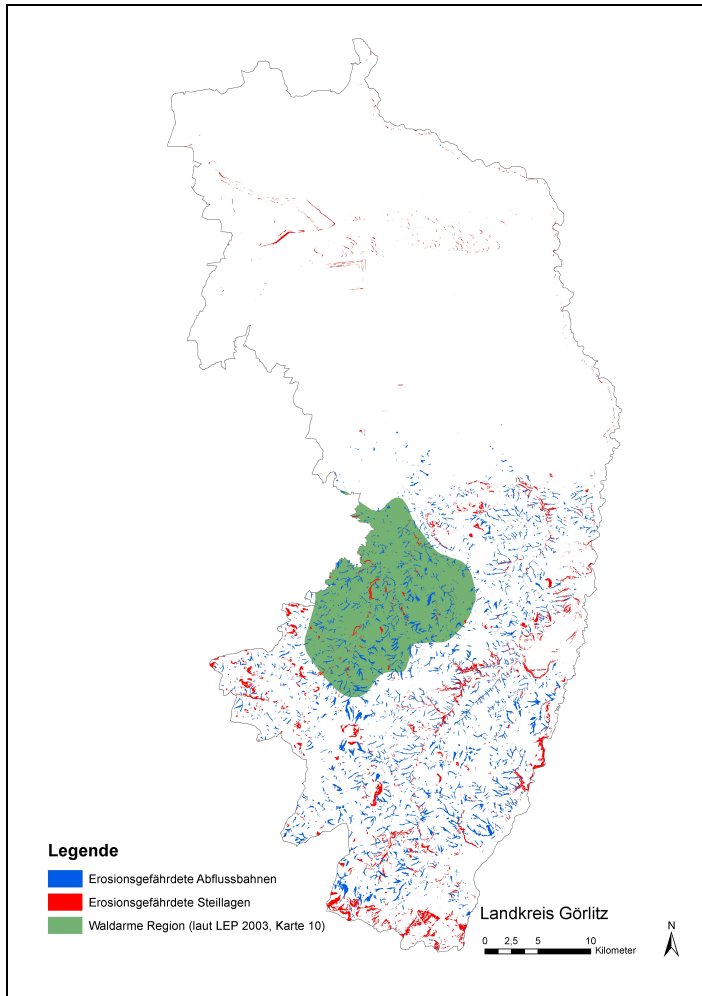 Legende
Erosionsgefährdete Abflussbahnen
Erosionsgefährdete Steillagen
Waldarme Region (laut LEP 2003, Karte 10)
Landkreis Görlitz
0 2,5 5 10
Kilometer
N